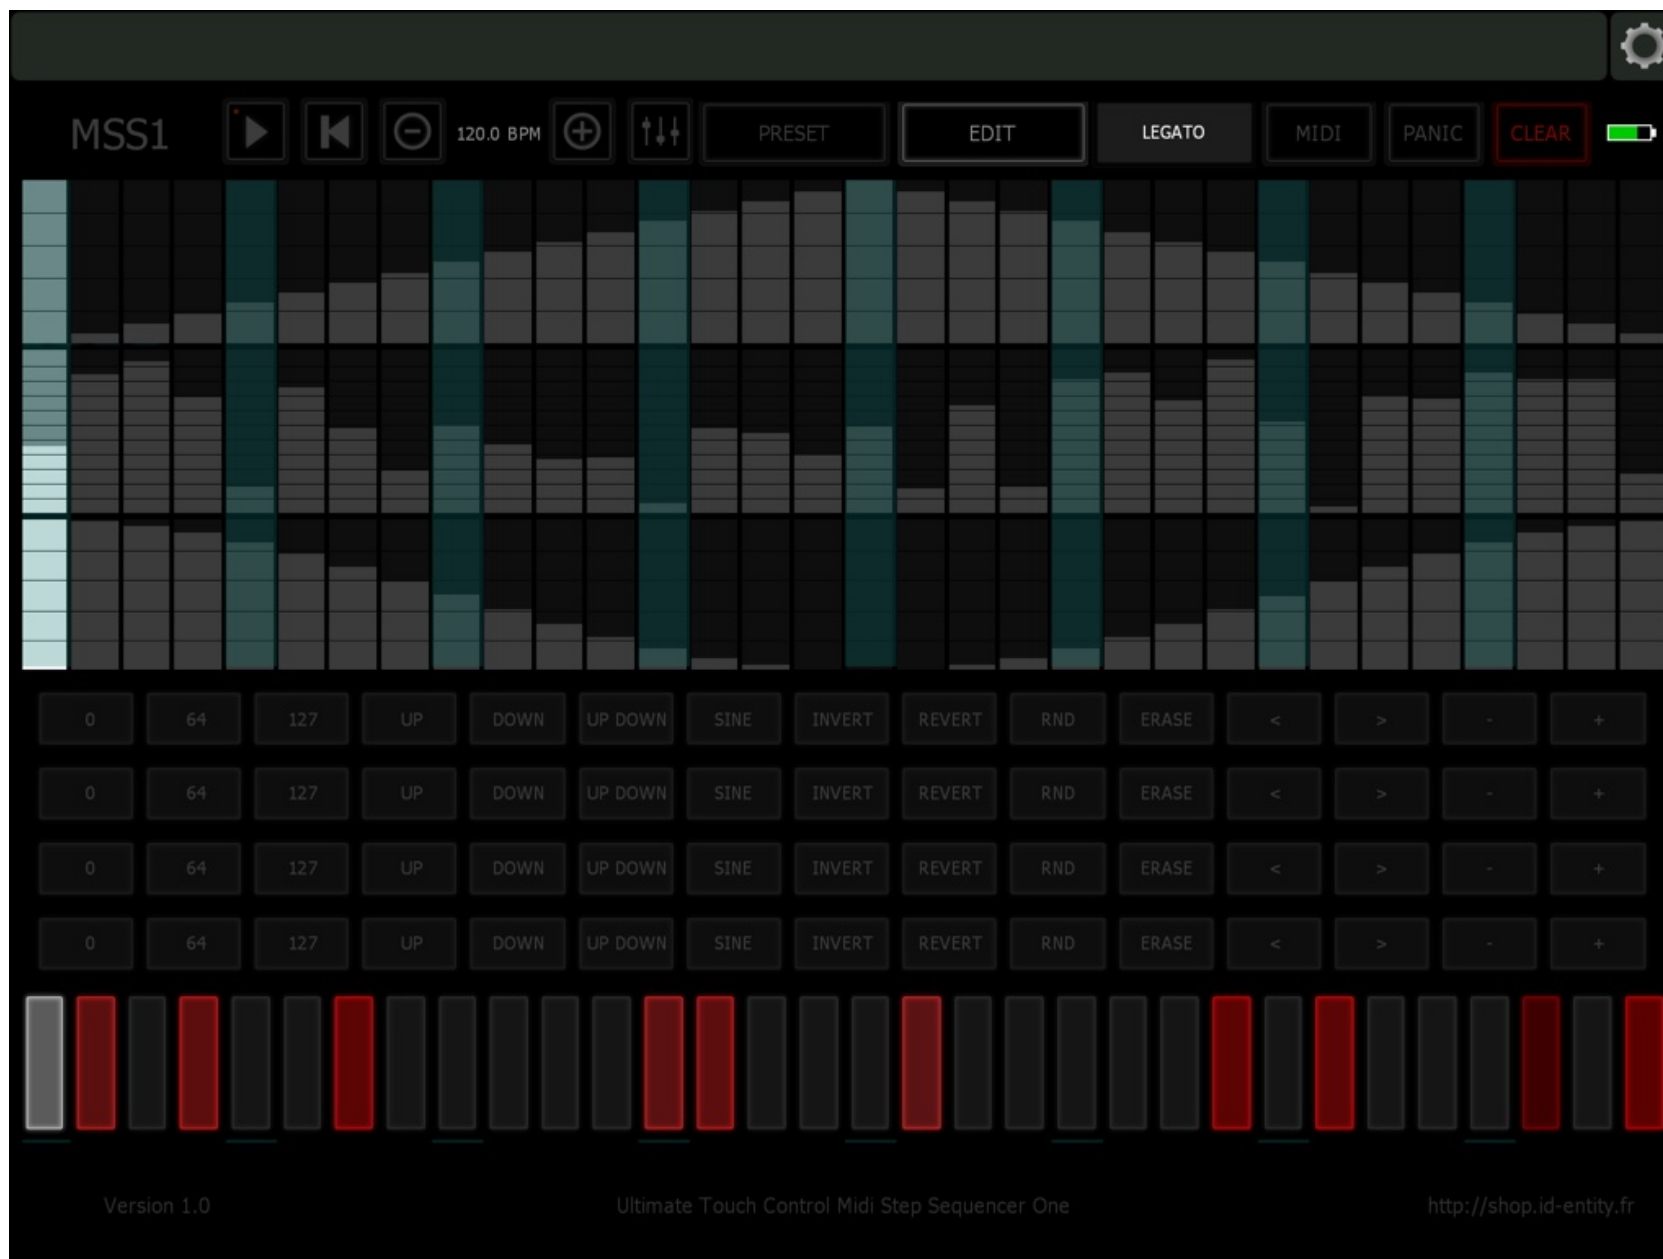 MSS1 120.0 BPM PRESET EDIT LEGATO MIDI PANIC CLEAR
0 64 127 UP DOWN UP DOWN SINE INVERT REVERT RND ERASE < > - +
0 64 127 UP DOWN UP DOWN SINE INVERT REVERT RND ERASE < > - +
0 64 127 UP DOWN UP DOWN SINE INVERT REVERT RND ERASE < > - +
0 64 127 UP DOWN UP DOWN SINE INVERT REVERT RND ERASE < > - +
Version 1.0 Ultimate Touch Control Midi Step Sequencer One http://shop.id-entity.fr